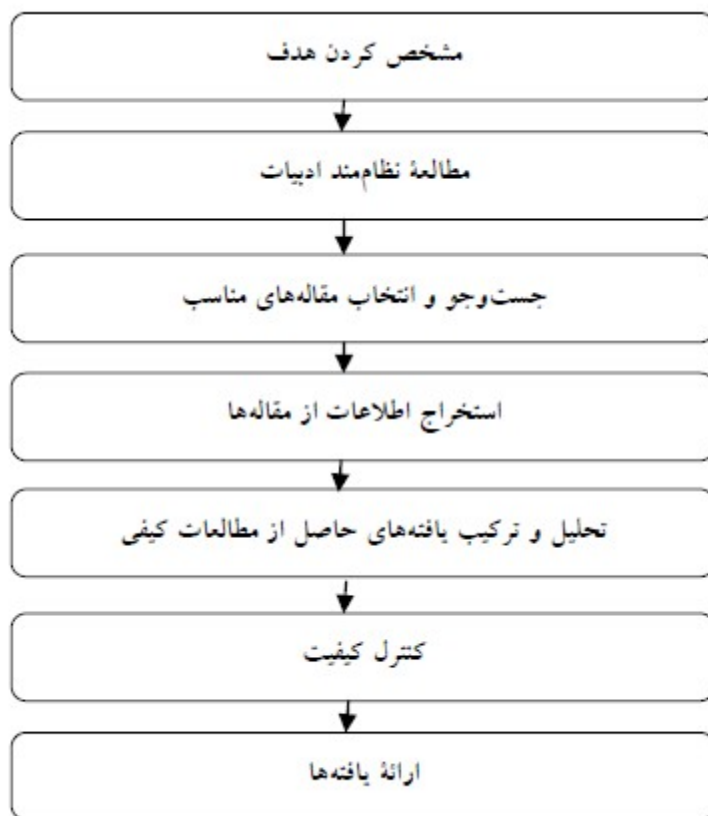 مشخص کردن هدف
مطالعهٔ نظام‌مند ادبیات
جست‌وجو و انتخاب مقاله‌های مناسب
استخراج اطلاعات از مقاله‌ها
تحلیل و ترکیب یافته‌های حاصل از مطالعات کیفی
کنترل کیفیت
ارائهٔ یافته‌ها